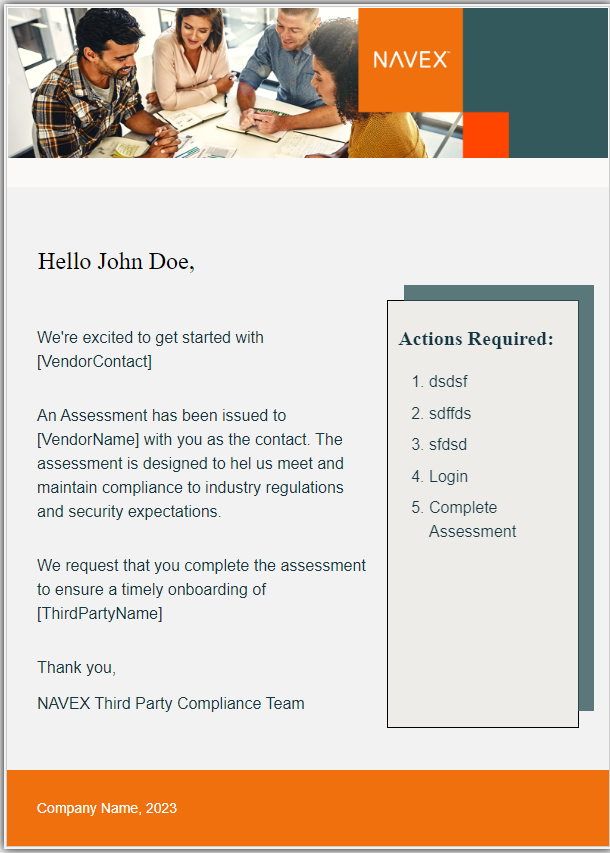 NAVEX™
Hello John Doe,
We're excited to get started with
[VendorContact]
An Assessment has been issued to
[VendorName] with you as the contact. The
assessment is designed to hel us meet and
maintain compliance to industry regulations
and security expectations.
We request that you complete the assessment
to ensure a timely onboarding of
[ThirdPartyName]
Thank you,
NAVEX Third Party Compliance Team
Actions Required:
1. dsdsf
2. sdffds
3. sfdsd
4. Login
5. Complete
Assessment
Company Name, 2023